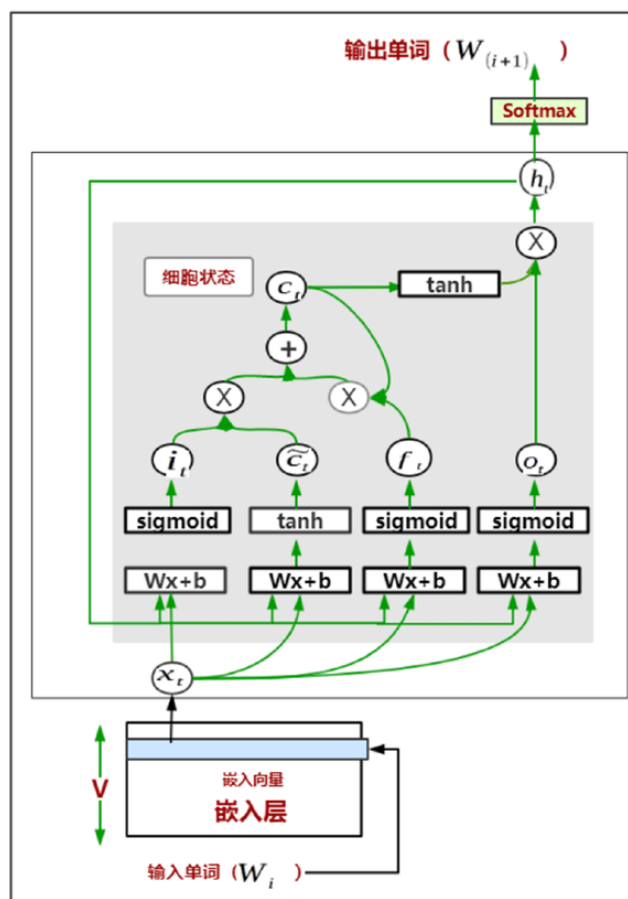 输出单词（W(i+1)）
Softmax
hₜ
X
细胞状态
cₜ
tanh
+
X
X
iₜ
c̃ₜ
fₜ
oₜ
sigmoid
tanh
sigmoid
sigmoid
Wx+b
Wx+b
Wx+b
Wx+b
xₜ
V
嵌入向量
嵌入层
输入单词（Wᵢ）